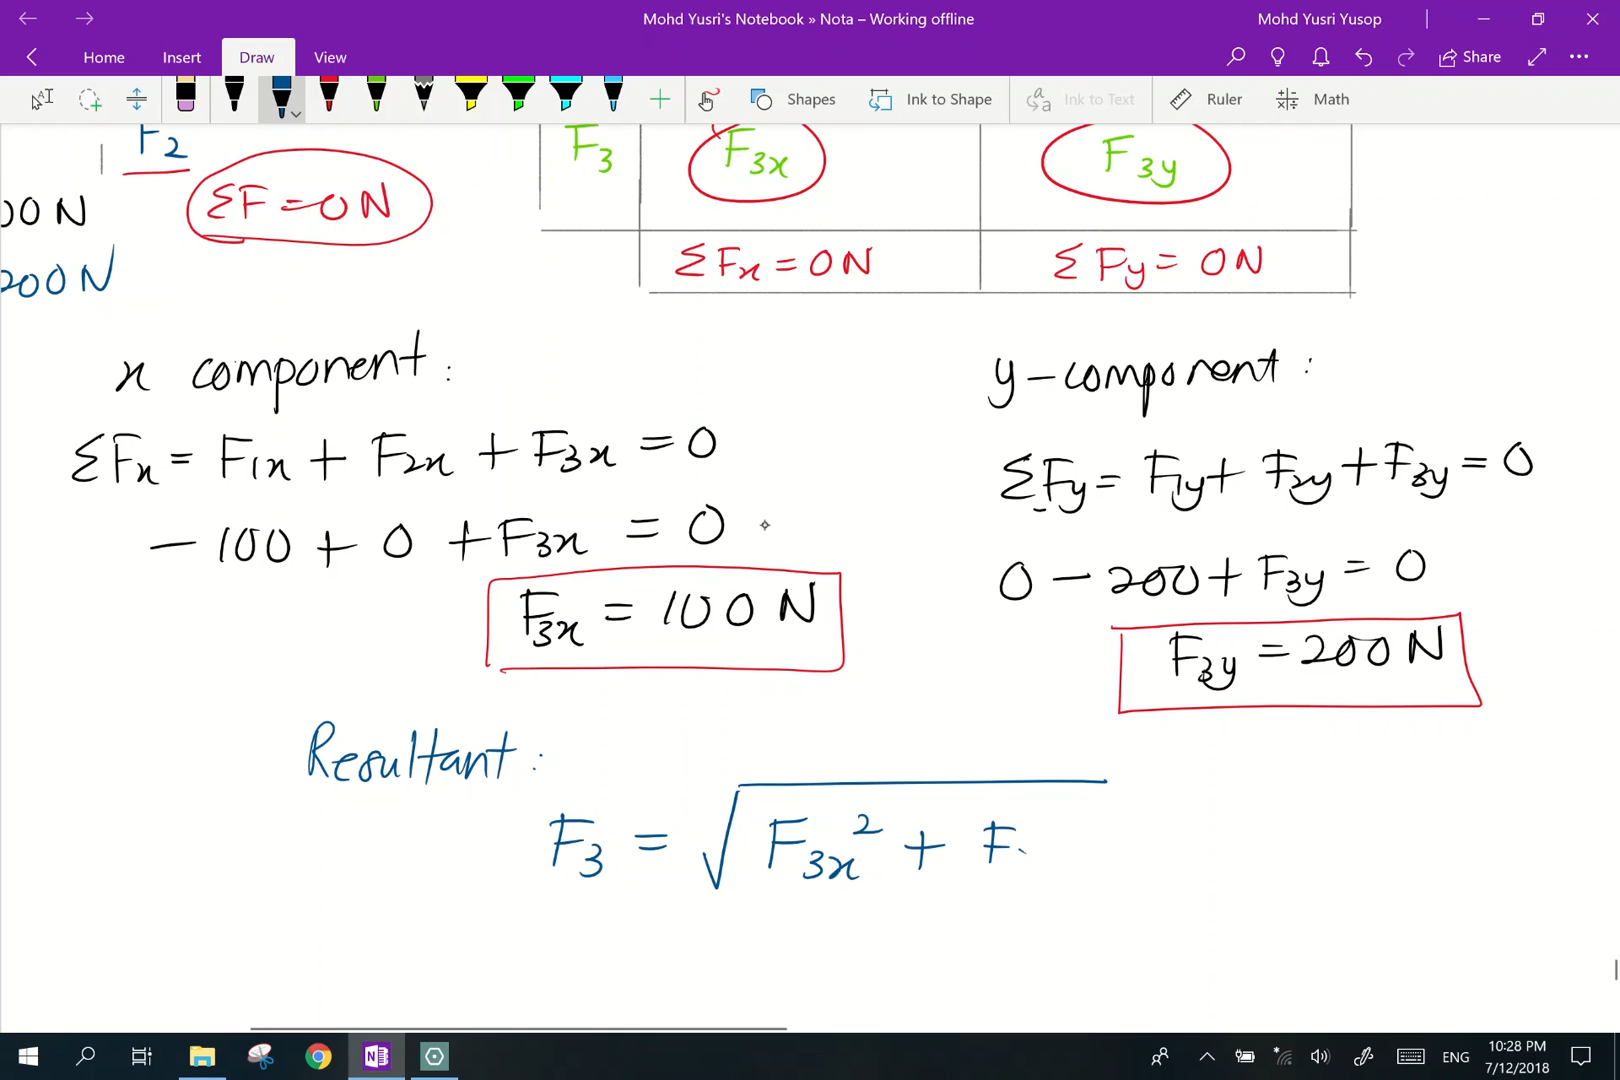 Mohd Yusri's Notebook » Nota – Working offline
Mohd Yusri Yusop
Home Insert Draw View
Share
Shapes Ink to Shape Ink to Text Ruler Math
F2
ΣF = 0 N
00 N
200 N
F3 F3x F3y
ΣFx = 0 N ΣFy = 0 N
x component :
ΣFx = F1x + F2x + F3x = 0
- 100 + 0 + F3x = 0
F3x = 100 N
y-component :
ΣFy = F1y + F2y + F3y = 0
0 - 200 + F3y = 0
F3y = 200 N
Resultant :
F3 = √F3x² + F
ENG
10:28 PM
7/12/2018